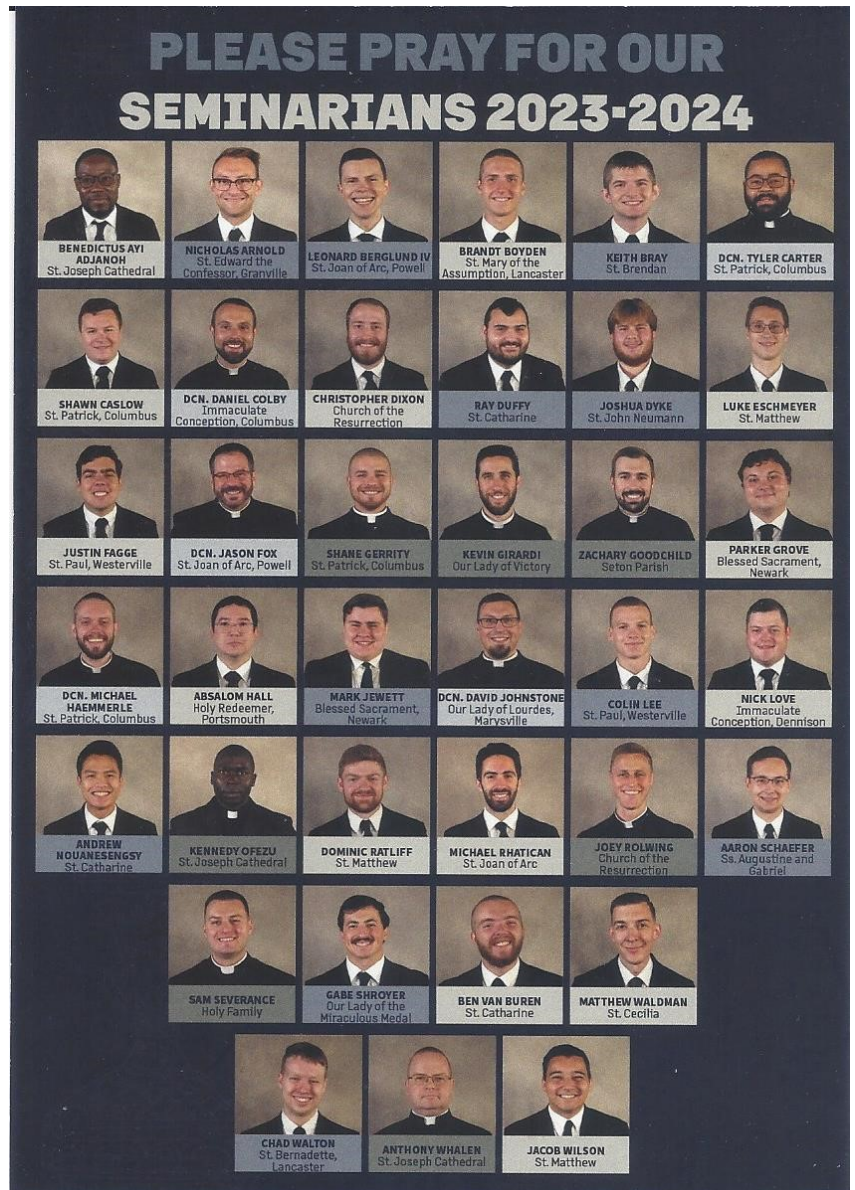 PLEASE PRAY FOR OUR
SEMINARIANS 2023-2024
BENEDICTUS AYI
ADJANOH
St. Joseph Cathedral
NICHOLAS ARNOLD
St. Edward the
Confessor, Granville
LEONARD BERGLUND IV
St. Joan of Arc, Powell
BRANDT BOYDEN
St. Mary of the
Assumption, Lancaster
KEITH BRAY
St. Brendan
DCN. TYLER CARTER
St. Patrick, Columbus
SHAWN CASLOW
St. Patrick, Columbus
DCN. DANIEL COLBY
Immaculate
Conception, Columbus
CHRISTOPHER DIXON
Church of the
Resurrection
RAY DUFFY
St. Catharine
JOSHUA DYKE
St. John Neumann
LUKE ESCHMEYER
St. Matthew
JUSTIN FAGGE
St. Paul, Westerville
DCN. JASON FOX
St. Joan of Arc, Powell
SHANE GERRITY
St. Patrick, Columbus
KEVIN GIRARDI
Our Lady of Victory
ZACHARY GOODCHILD
Seton Parish
PARKER GROVE
Blessed Sacrament,
Newark
DCN. MICHAEL
HAEMMERLE
St. Patrick, Columbus
ABSALOM HALL
Holy Redeemer,
Portsmouth
MARK JEWETT
Blessed Sacrament,
Newark
DCN. DAVID JOHNSTONE
Our Lady of Lourdes,
Marysville
COLIN LEE
St. Paul, Westerville
NICK LOVE
Immaculate
Conception, Dennison
ANDREW
NOUANESENGSY
St. Catharine
KENNEDY OFEZU
St. Joseph Cathedral
DOMINIC RATLIFF
St. Matthew
MICHAEL RHATICAN
St. Joan of Arc
JOEY ROLWING
Church of the
Resurrection
AARON SCHAEFER
Ss. Augustine and
Gabriel
SAM SEVERANCE
Holy Family
GABE SHROYER
Our Lady of the
Miraculous Medal
BEN VAN BUREN
St. Catharine
MATTHEW WALDMAN
St. Cecilia
CHAD WALTON
St. Bernadette,
Lancaster
ANTHONY WHALEN
St. Joseph Cathedral
JACOB WILSON
St. Matthew